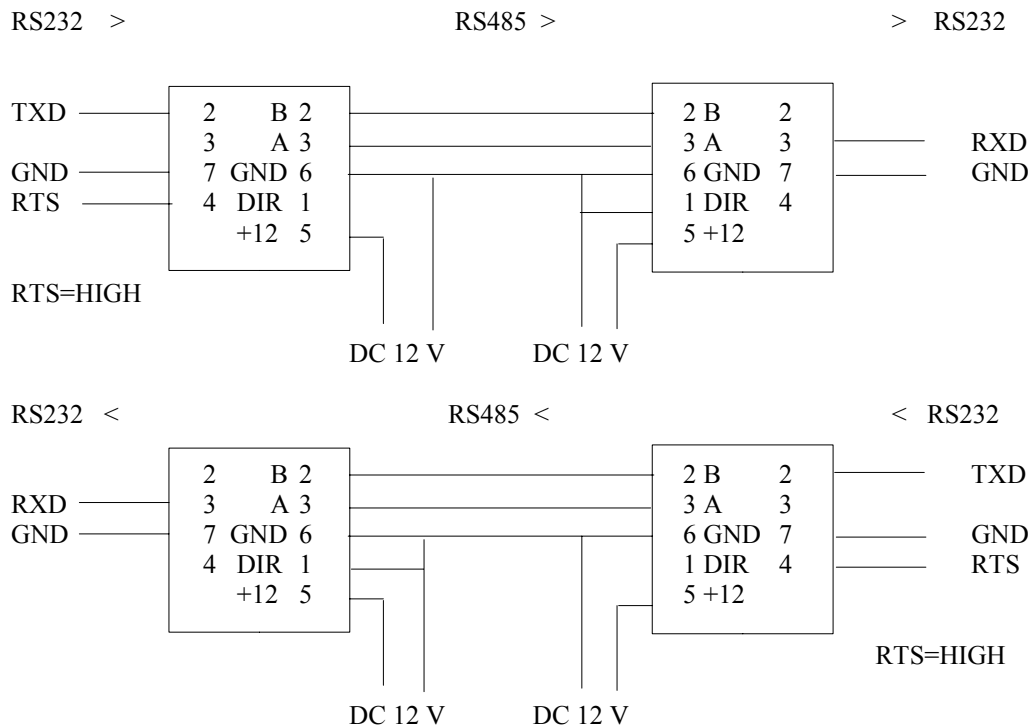 RS232 > RS485 > > RS232
TXD 2 B 2 2 B 2
3 A 3 3 A 3 RXD
GND 7 GND 6 6 GND 7 GND
RTS 4 DIR 1 1 DIR 4
+12 5 5 +12
RTS=HIGH
DC 12 V DC 12 V
RS232 < RS485 < < RS232
2 B 2 2 B 2 TXD
RXD 3 A 3 3 A 3
GND 7 GND 6 6 GND 7 GND
4 DIR 1 1 DIR 4 RTS
+12 5 5 +12
RTS=HIGH
DC 12 V DC 12 V